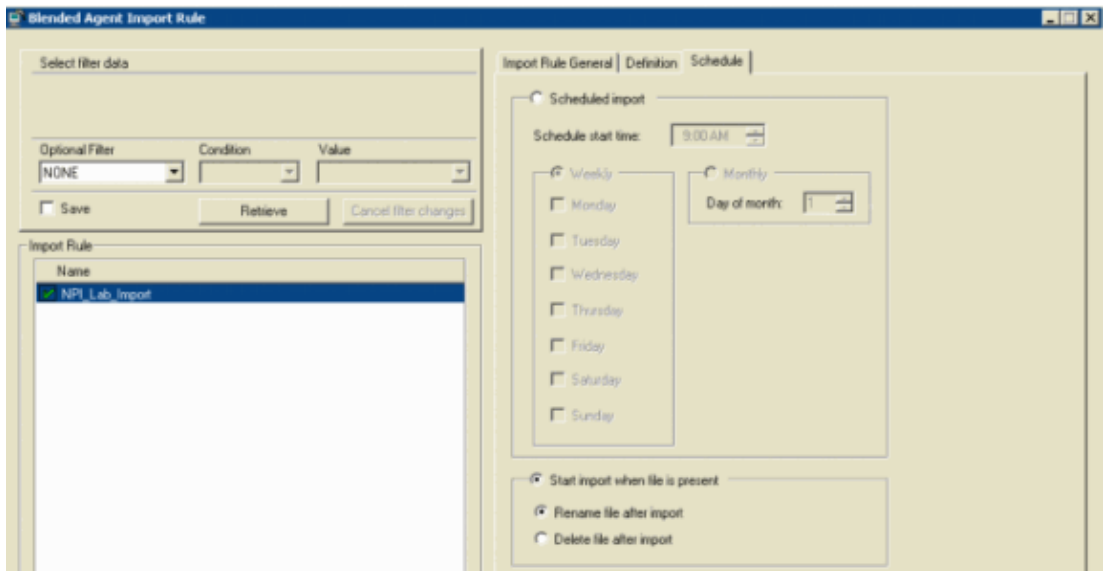 Blended Agent Import Rule
Select filter data
Optional Filter Condition Value
NONE
Save Retrieve Cancel filter changes
Import Rule
Name
NPI_Lab_Import
Import Rule General Definition Schedule
Scheduled import
Schedule start time: 9:00 AM
Weekly Monthly
Monday Day of month: 1
Tuesday
Wednesday
Thursday
Friday
Saturday
Sunday
Start import when file is present
Rename file after import
Delete file after import